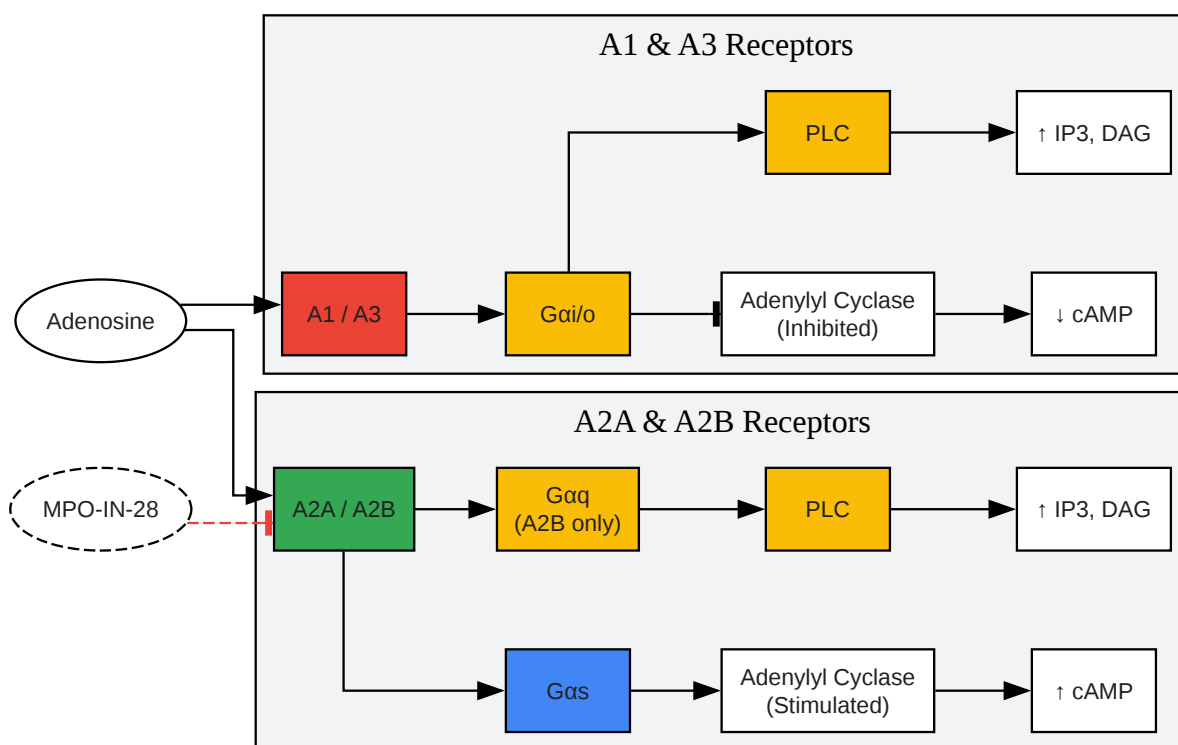 A1 & A3 Receptors
PLC
↑ IP3, DAG
Adenosine
A1 / A3
Gαi/o
Adenylyl Cyclase
(Inhibited)
↓ cAMP
A2A & A2B Receptors
MPO-IN-28
A2A / A2B
Gαq
(A2B only)
PLC
↑ IP3, DAG
Gαs
Adenylyl Cyclase
(Stimulated)
↑ cAMP